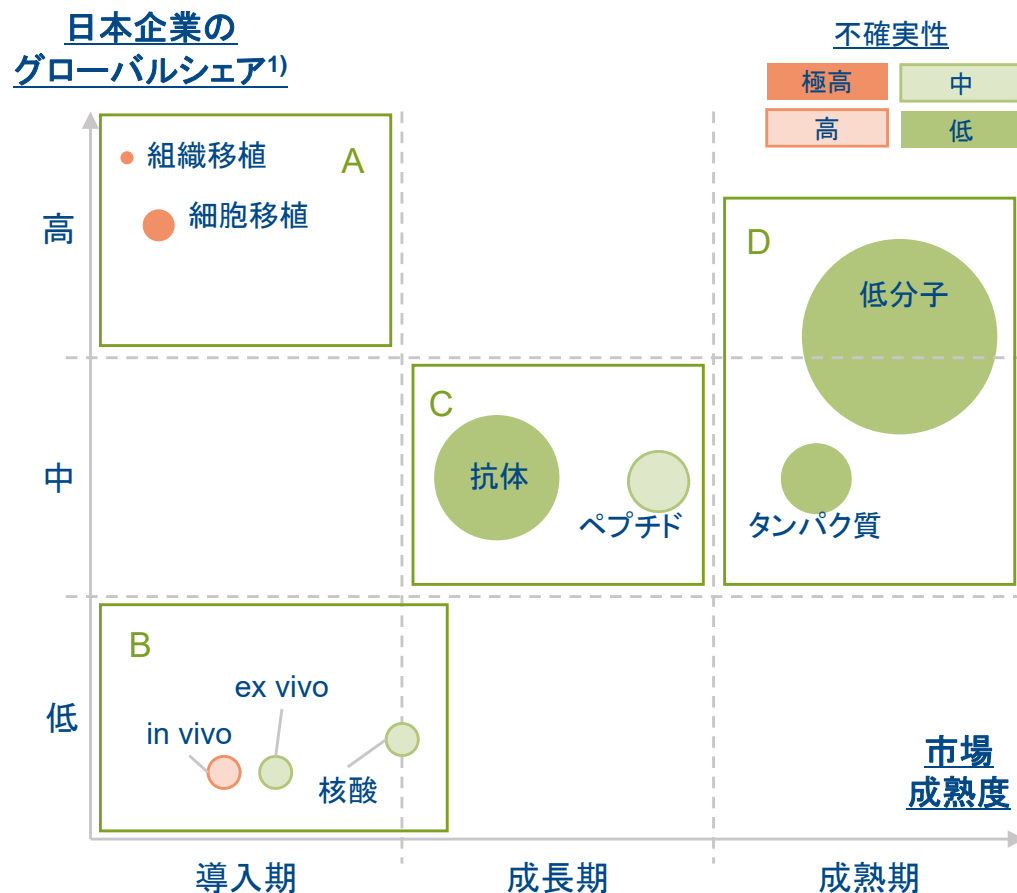 日本企業の
グローバルシェア1)
不確実性
極高
中
高
低
組織移植
A
細胞移植
高
D
低分子
C
中
抗体
ペプチド
タンパク質
B
ex vivo
低
in vivo
核酸
市場
成熟度
導入期
成長期
成熟期